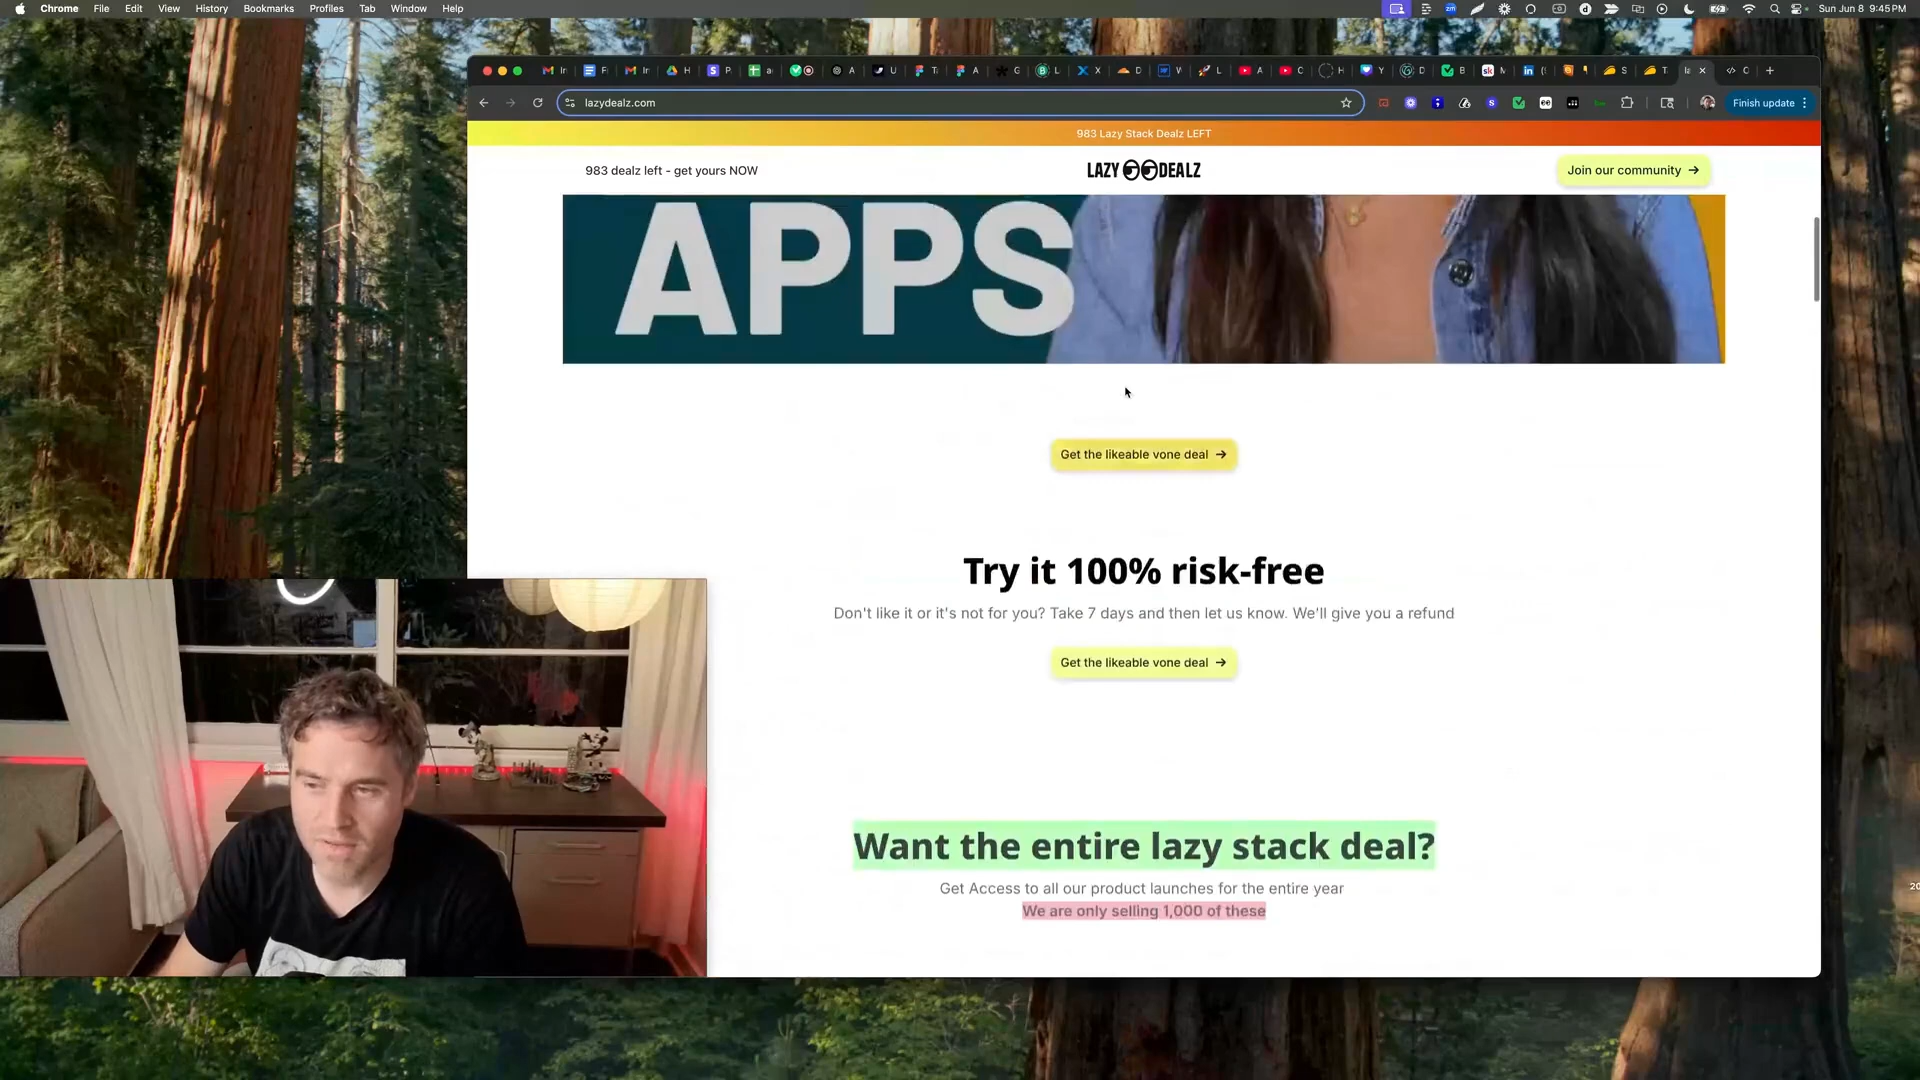 Chrome File Edit View History Bookmarks Profiles Tab Window Help
zm
Sun Jun 8 9:45 PM
lazydealz.com
Finish update
983 Lazy Stack Dealz LEFT
983 dealz left - get yours NOW
LAZY DEALZ
Join our community →
APPS
Get the likeable vone deal →
Try it 100% risk-free
Don't like it or it's not for you? Take 7 days and then let us know. We'll give you a refund
Get the likeable vone deal →
Want the entire lazy stack deal?
Get Access to all our product launches for the entire year
We are only selling 1,000 of these